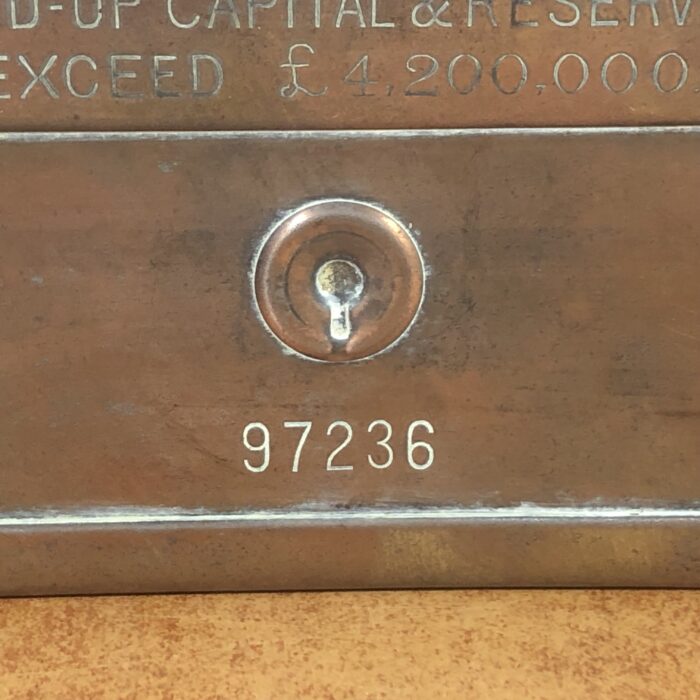 D-UP CAPITAL & RESERV
EXCEED £4,200,000
97236